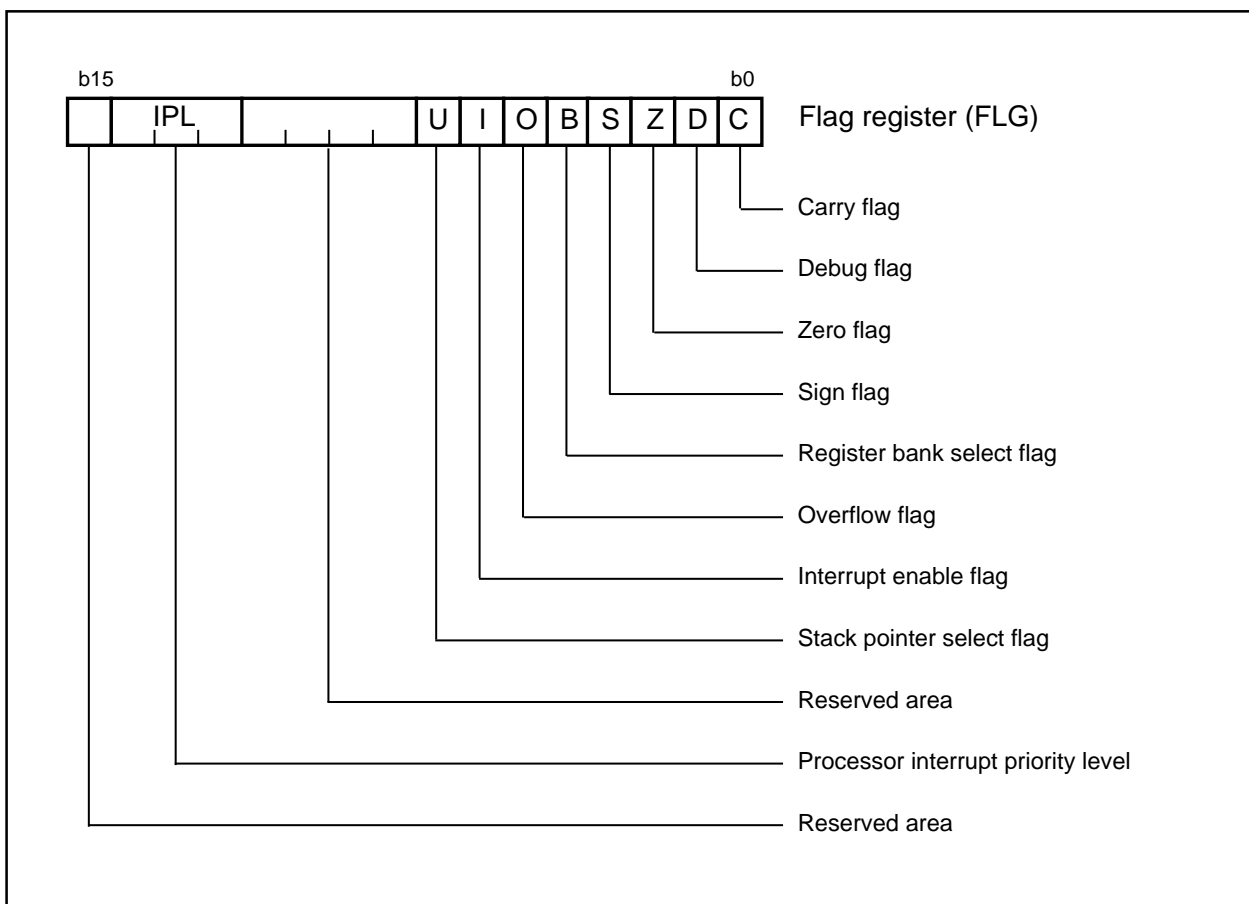 b15 b0
IPL U I O B S Z D C Flag register (FLG)
Carry flag
Debug flag
Zero flag
Sign flag
Register bank select flag
Overflow flag
Interrupt enable flag
Stack pointer select flag
Reserved area
Processor interrupt priority level
Reserved area